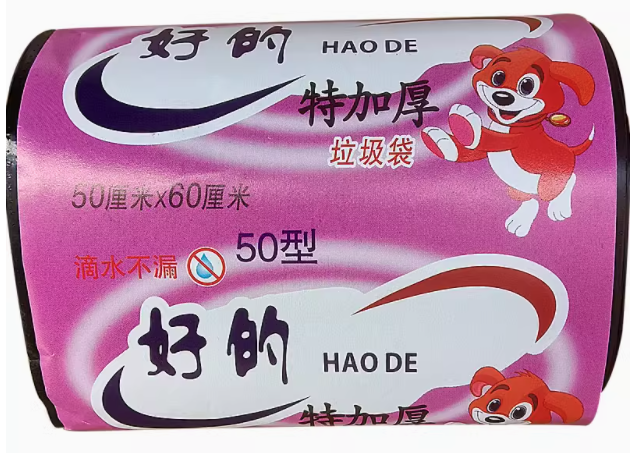 好的 HAO DE
特加厚
垃圾袋
50厘米x60厘米
滴水不漏 50型
好的 HAO DE
特加厚